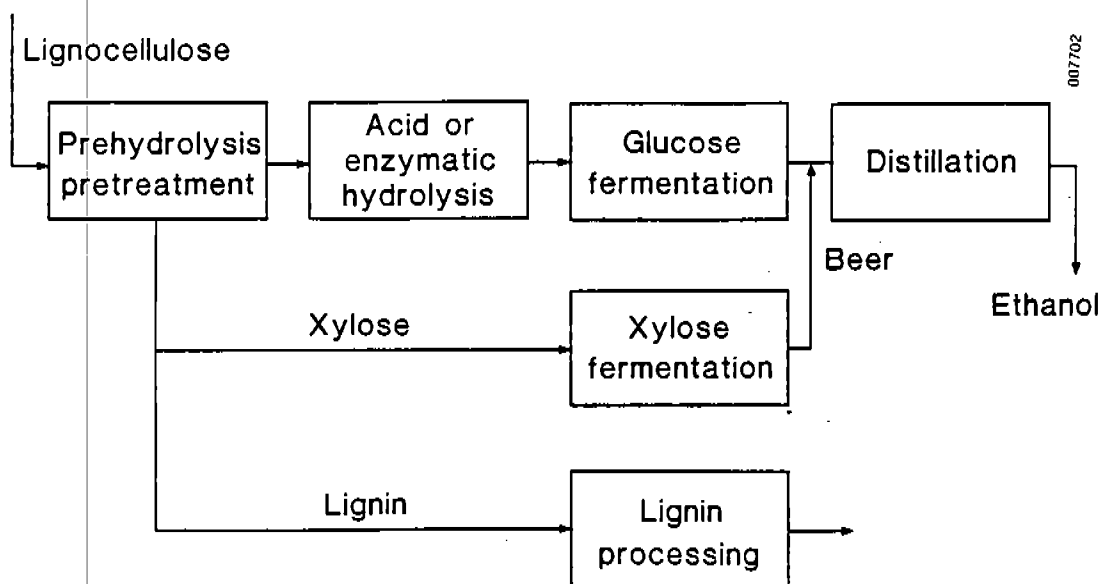 Lignocellulose
007702
Prehydrolysis
pretreatment
Acid or
enzymatic
hydrolysis
Glucose
fermentation
Distillation
Beer
Ethanol
Xylose
Xylose
fermentation
Lignin
Lignin
processing